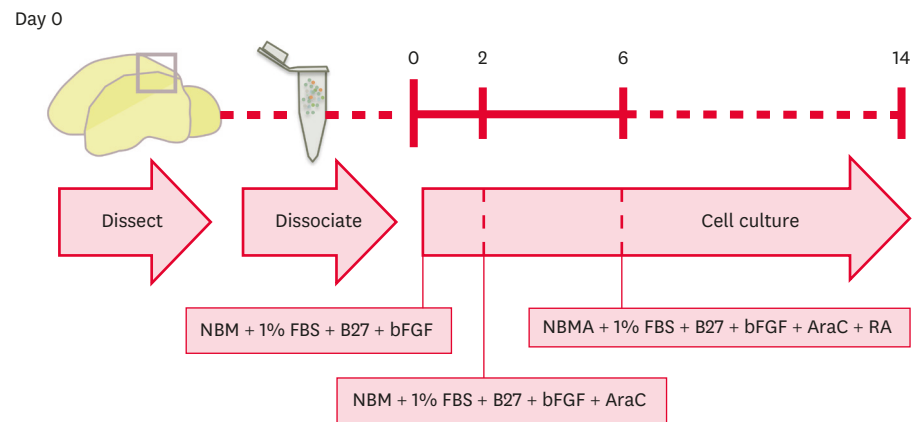 Day 0
0
2
6
14
Dissect
Dissociate
Cell culture
NBM + 1% FBS + B27 + bFGF
NBMA + 1% FBS + B27 + bFGF + AraC + RA
NBM + 1% FBS + B27 + bFGF + AraC